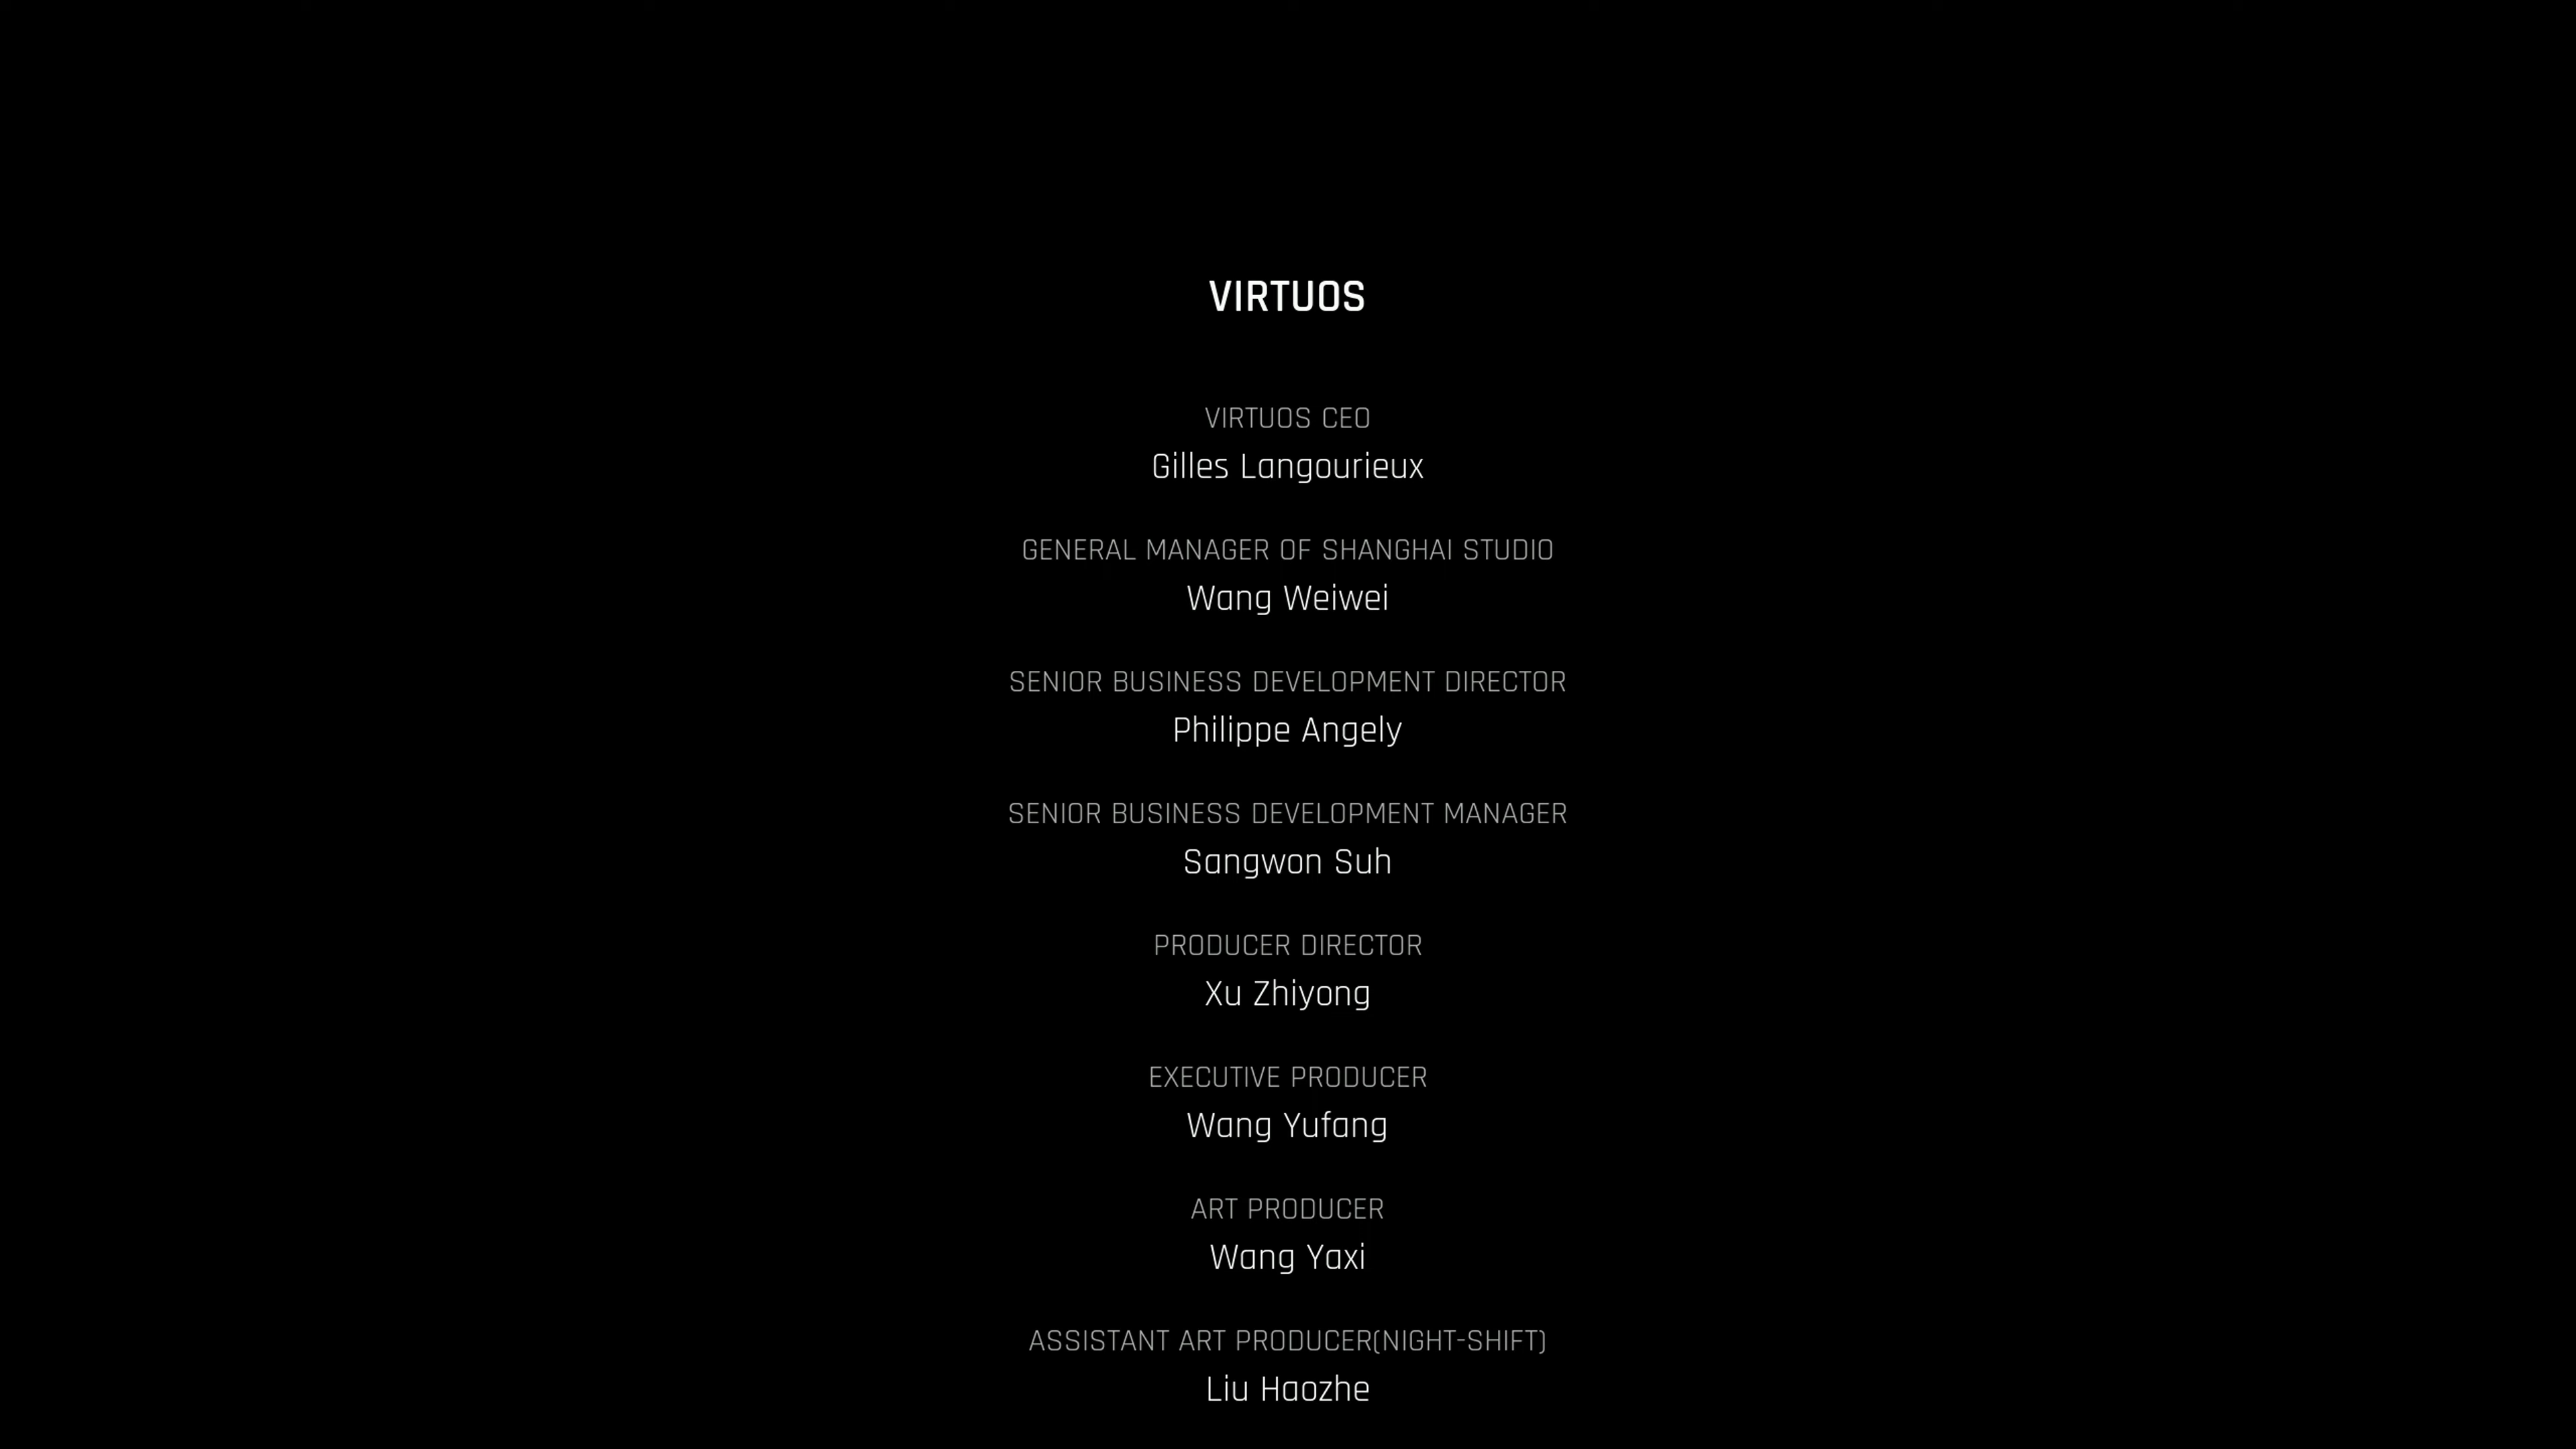 VIRTUOS
VIRTUOS CEO
Gilles Langourieux
GENERAL MANAGER OF SHANGHAI STUDIO
Wang Weiwei
SENIOR BUSINESS DEVELOPMENT DIRECTOR
Philippe Angely
SENIOR BUSINESS DEVELOPMENT MANAGER
Sangwon Suh
PRODUCER DIRECTOR
Xu Zhiyong
EXECUTIVE PRODUCER
Wang Yufang
ART PRODUCER
Wang Yaxi
ASSISTANT ART PRODUCER(NIGHT-SHIFT)
Liu Haozhe